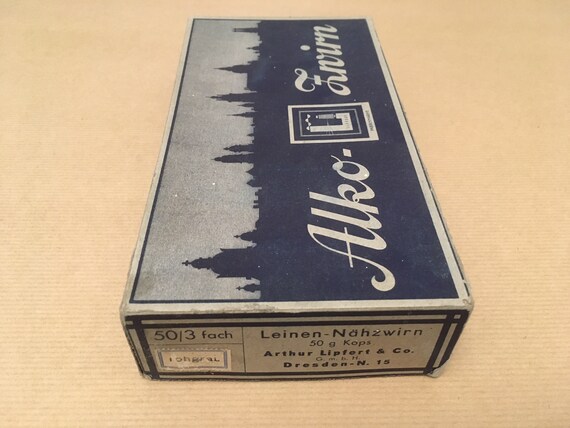 Alko-Zwirn
50/3 fach
Leinen-Nähzwirn
50 g Kops
Arthur Lipfert & Co.
G. m. b. H.
Dresden-N. 15